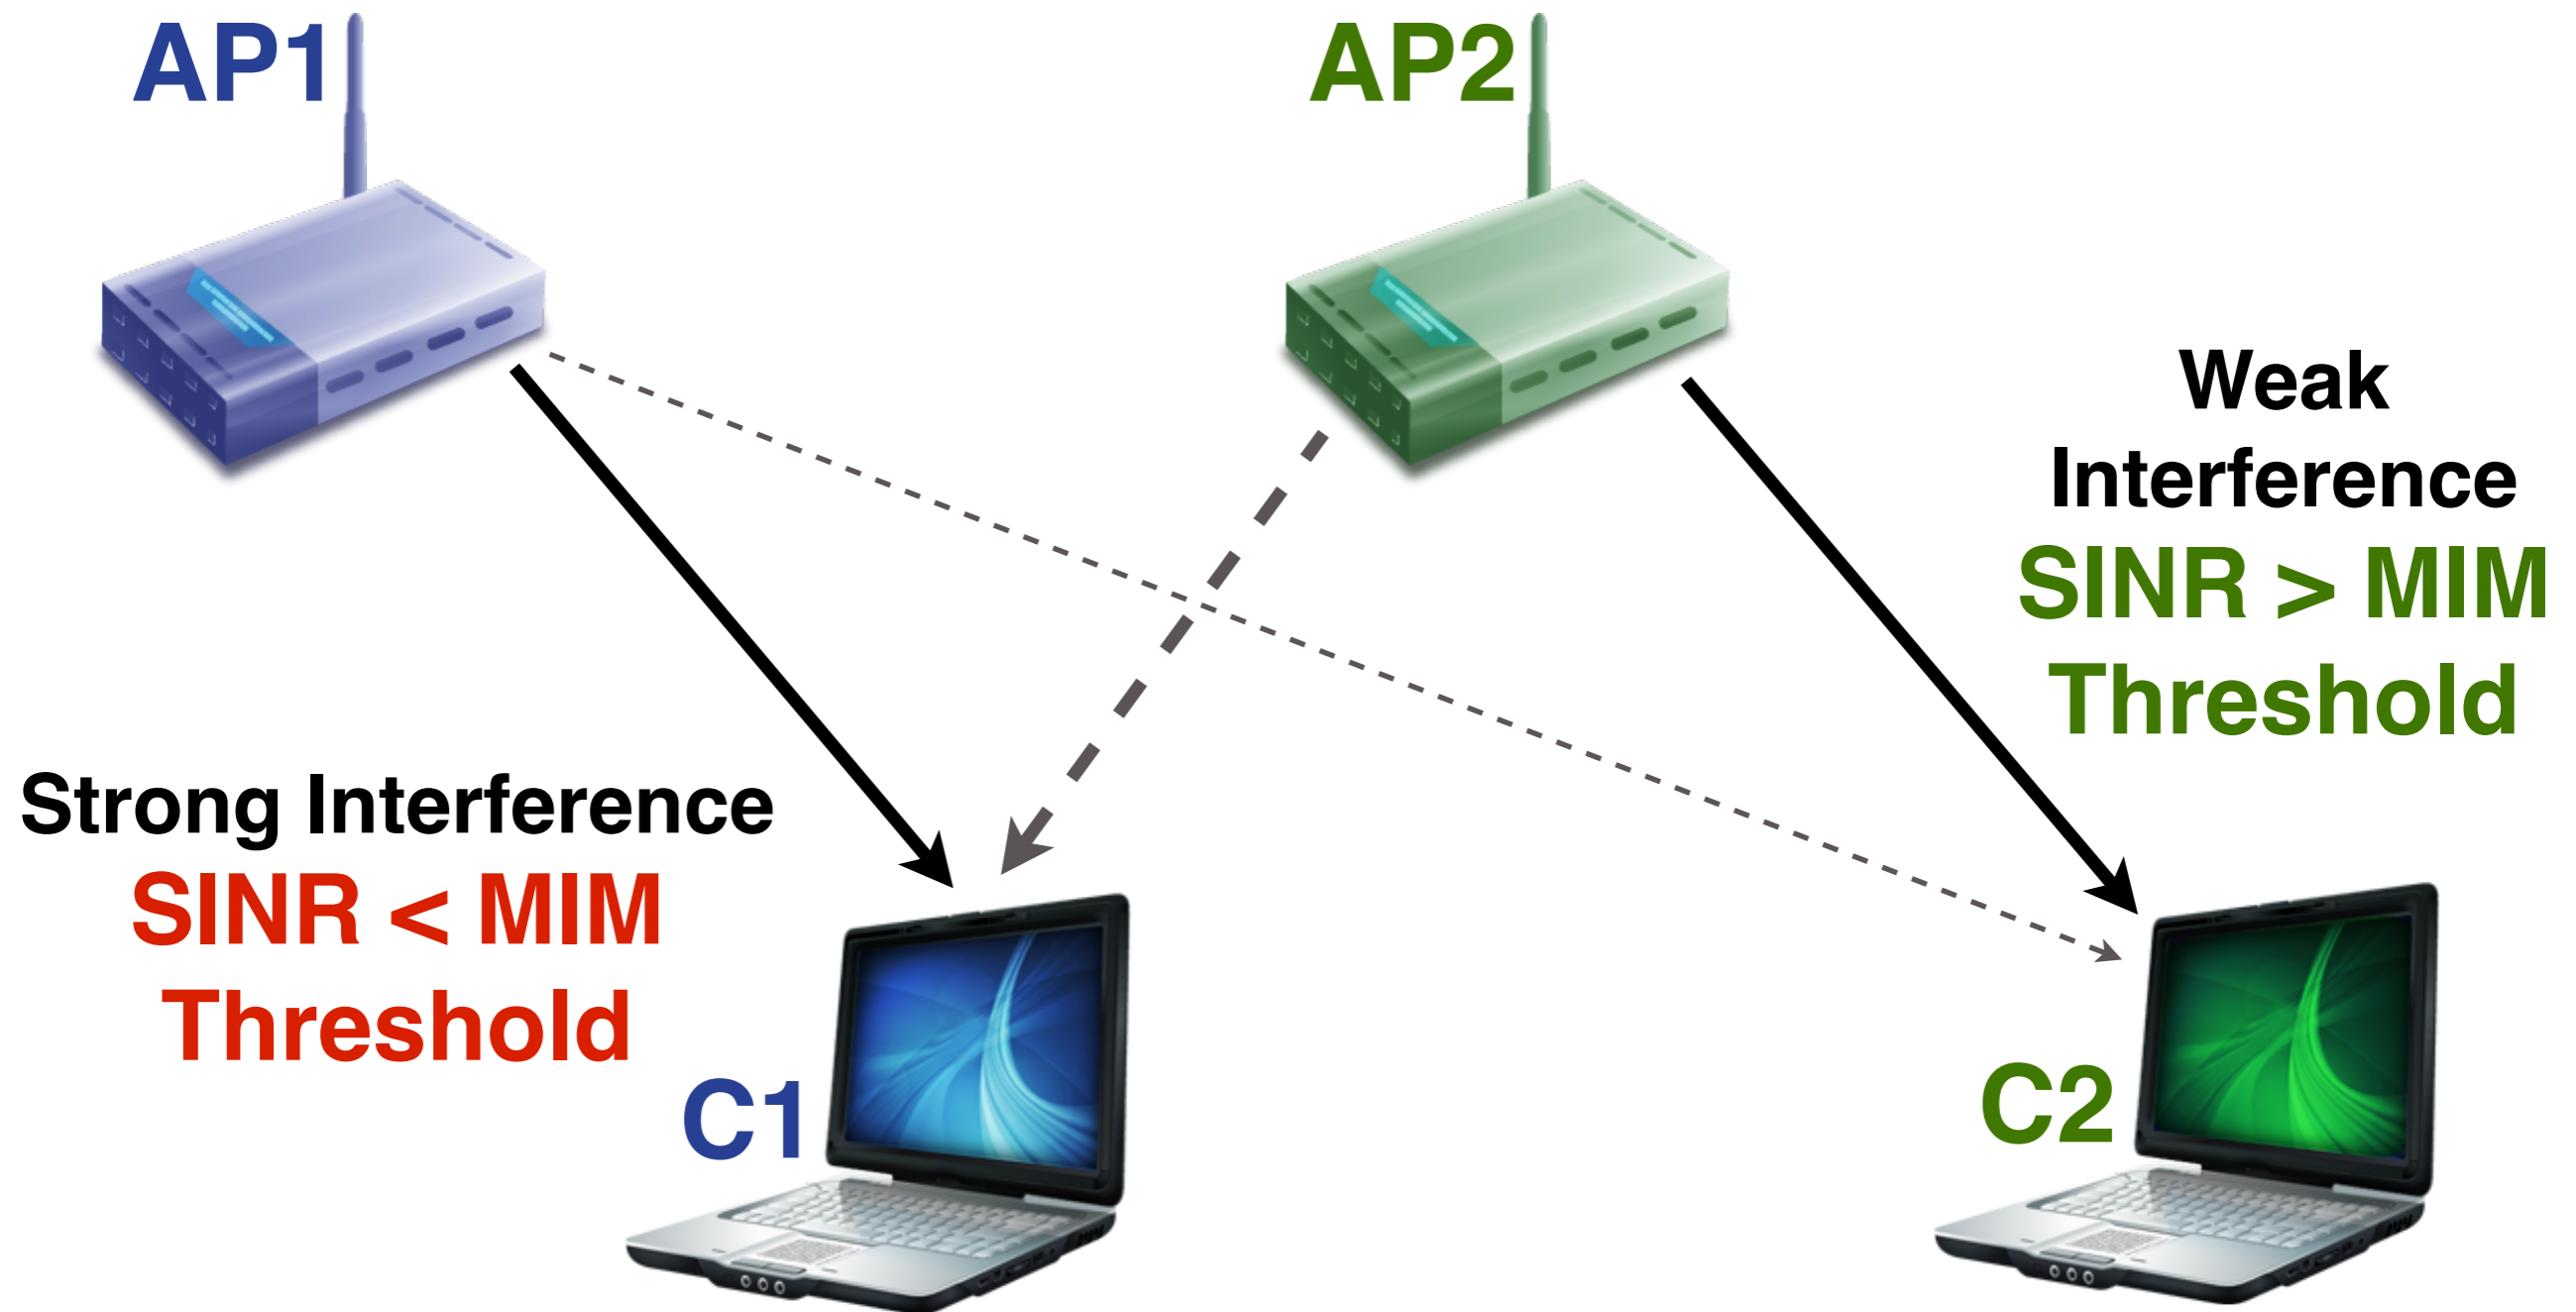 AP1
AP2
Weak
Interference
SINR > MIM
Threshold
Strong Interference
SINR < MIM
Threshold
C1
C2